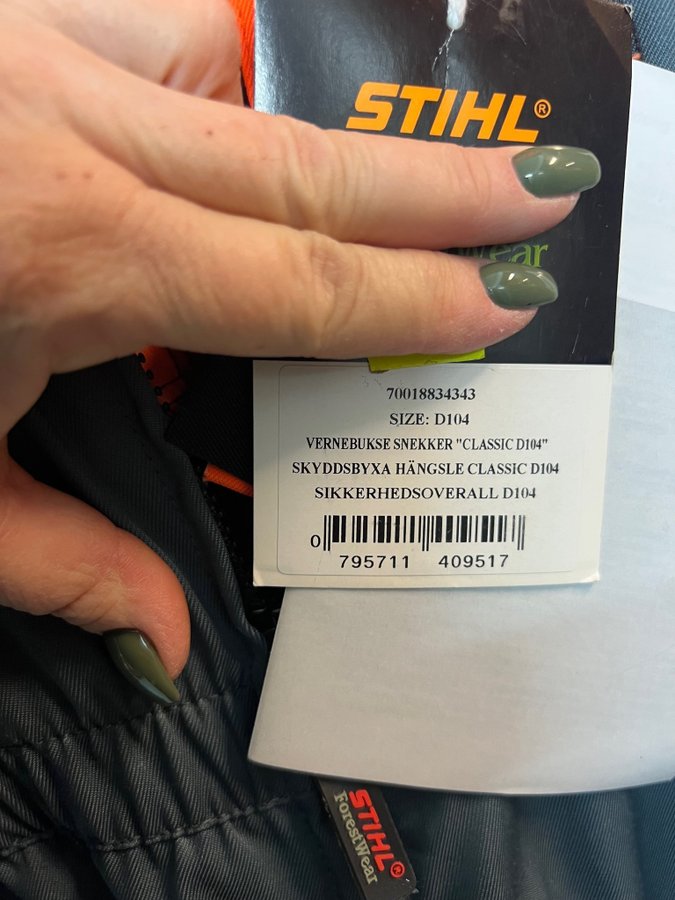 STIHL®
wear
70018834343
SIZE: D104
VERNEBUKSE SNEKKER "CLASSIC D104"
SKYDDSBYXA HÄNGSLE CLASSIC D104
SIKKERHEDSOVERALL D104
0 795711 409517
STIHL®
ForestWear